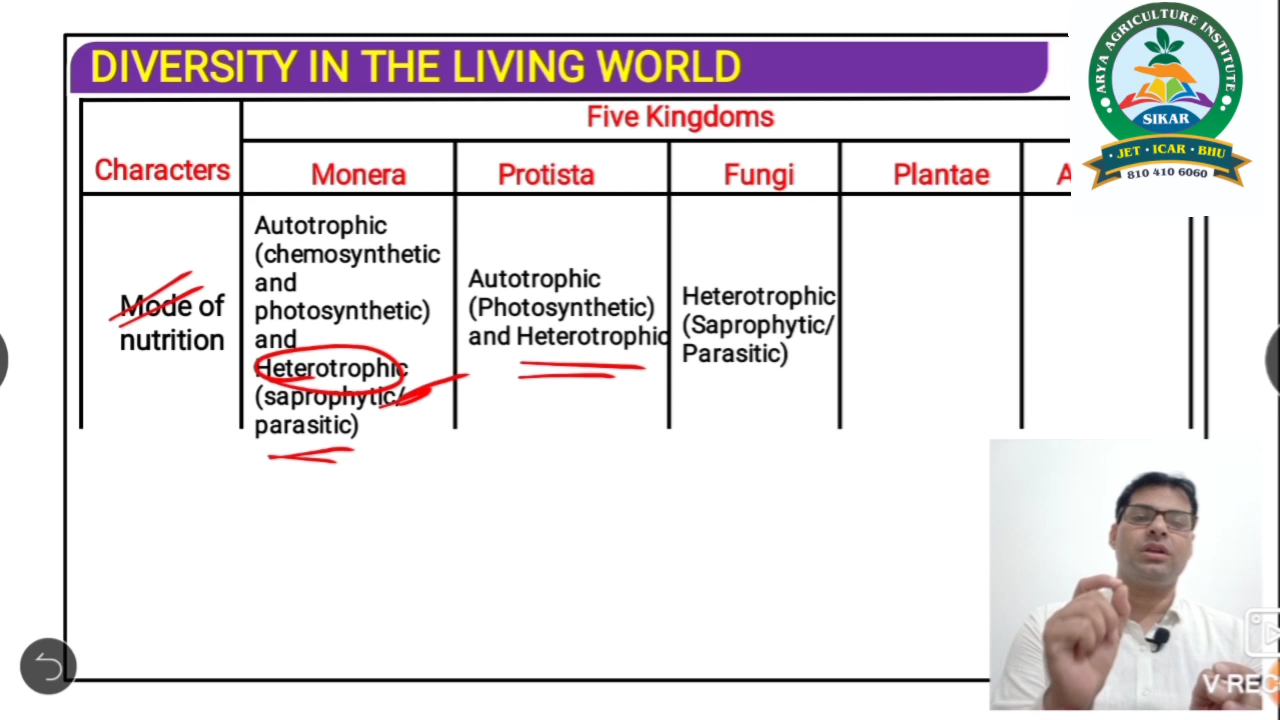 DIVERSITY IN THE LIVING WORLD
ARYA AGRICULTURE INSTITUTE
SIKAR
· JET · ICAR · BHU ·
810 410 6060
Five Kingdoms
Characters
Monera
Protista
Fungi
Plantae
A
Mode of
nutrition
Autotrophic
(chemosynthetic
and
photosynthetic)
and
Heterotrophic
(saprophytic/
parasitic)
Autotrophic
(Photosynthetic)
and Heterotrophic
Heterotrophic
(Saprophytic/
Parasitic)
V REC